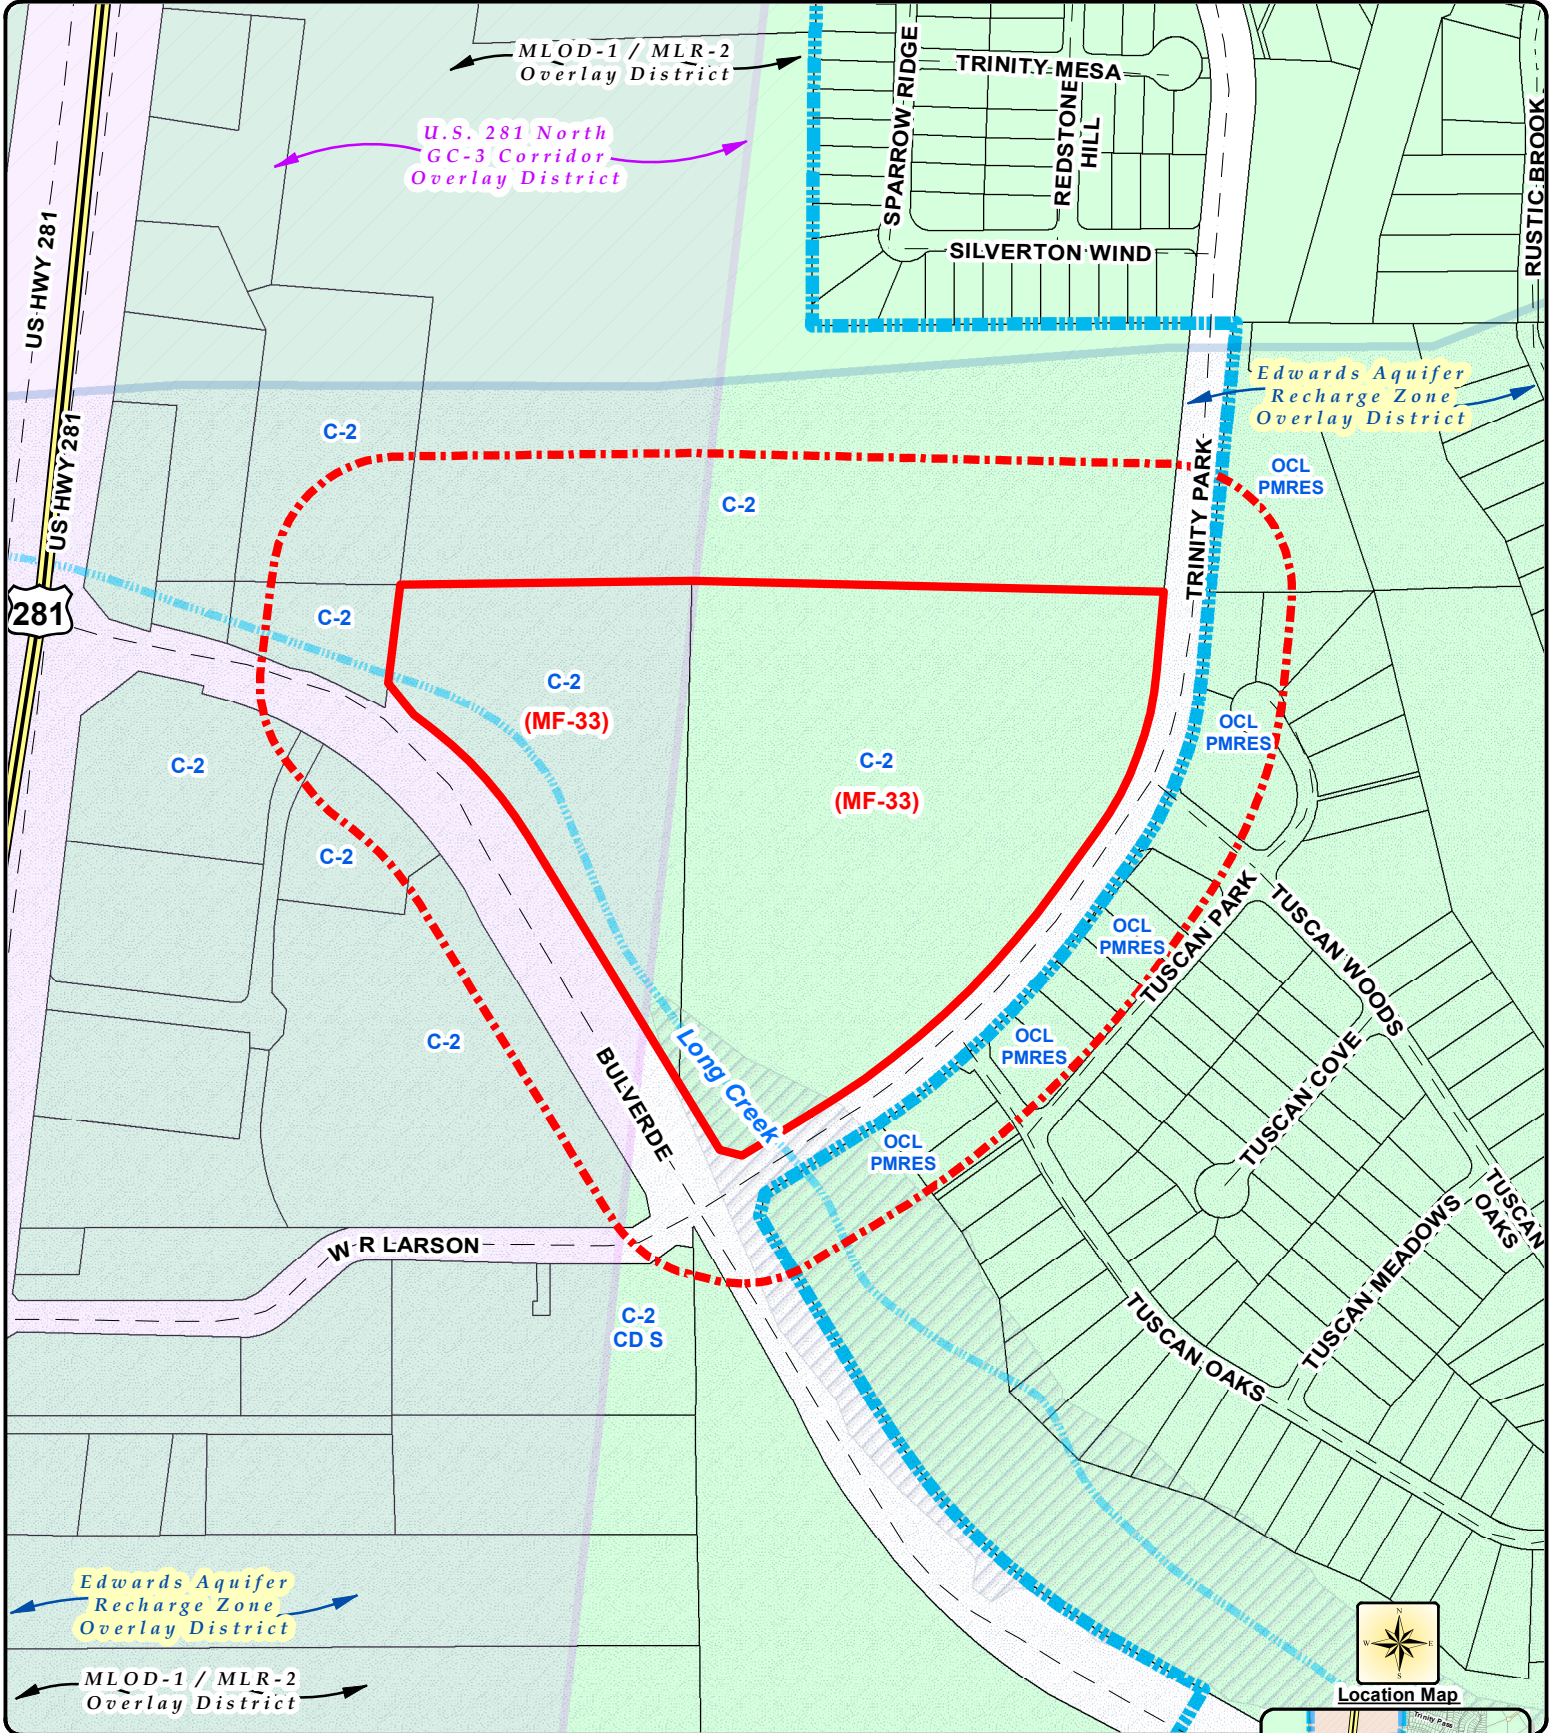 MLOD-1 / MLR-2
Overlay District
TRINITY MESA
SPARROW RIDGE
REDSTONE
HILL
U.S. 281 North
GC-3 Corridor
Overlay District
RUSTIC BROOK
SILVERTON WIND
US HWY 281
Edwards Aquifer
Recharge Zone
Overlay District
US HWY 281
C-2
TRINITY PARK
OCL
PMRES
C-2
281
C-2
C-2
(MF-33)
OCL
PMRES
C-2
C-2
(MF-33)
C-2
TUSCAN PARK
TUSCAN WOODS
OCL
PMRES
C-2
Long Creek
OCL
PMRES
BULVERDE
TUSCAN COVE
OCL
PMRES
TUSCAN
OAKS
TUSCAN MEADOWS
W R LARSON
C-2
CD S
TUSCAN OAKS
Edwards Aquifer
Recharge Zone
Overlay District
MLOD-1 / MLR-2
Overlay District
N
W E
S
Location Map
Trinity Pass